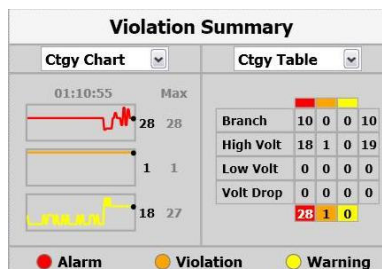 Violation Summary
Ctgy Chart Ctgy Table
01:10:55 Max
28 28
1 1
18 27
Branch 10 0 0 10
High Volt 18 1 0 19
Low Volt 0 0 0 0
Volt Drop 0 0 0 0
28 1 0
Alarm Violation Warning